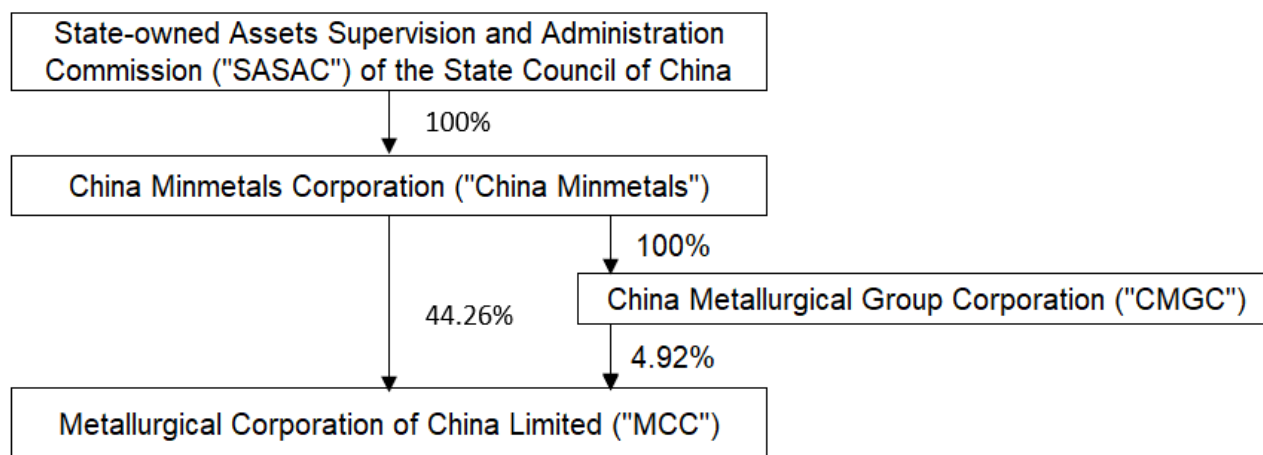 State-owned Assets Supervision and Administration
Commission ("SASAC") of the State Council of China
100%
China Minmetals Corporation ("China Minmetals")
100%
China Metallurgical Group Corporation ("CMGC")
44.26%
4.92%
Metallurgical Corporation of China Limited ("MCC")